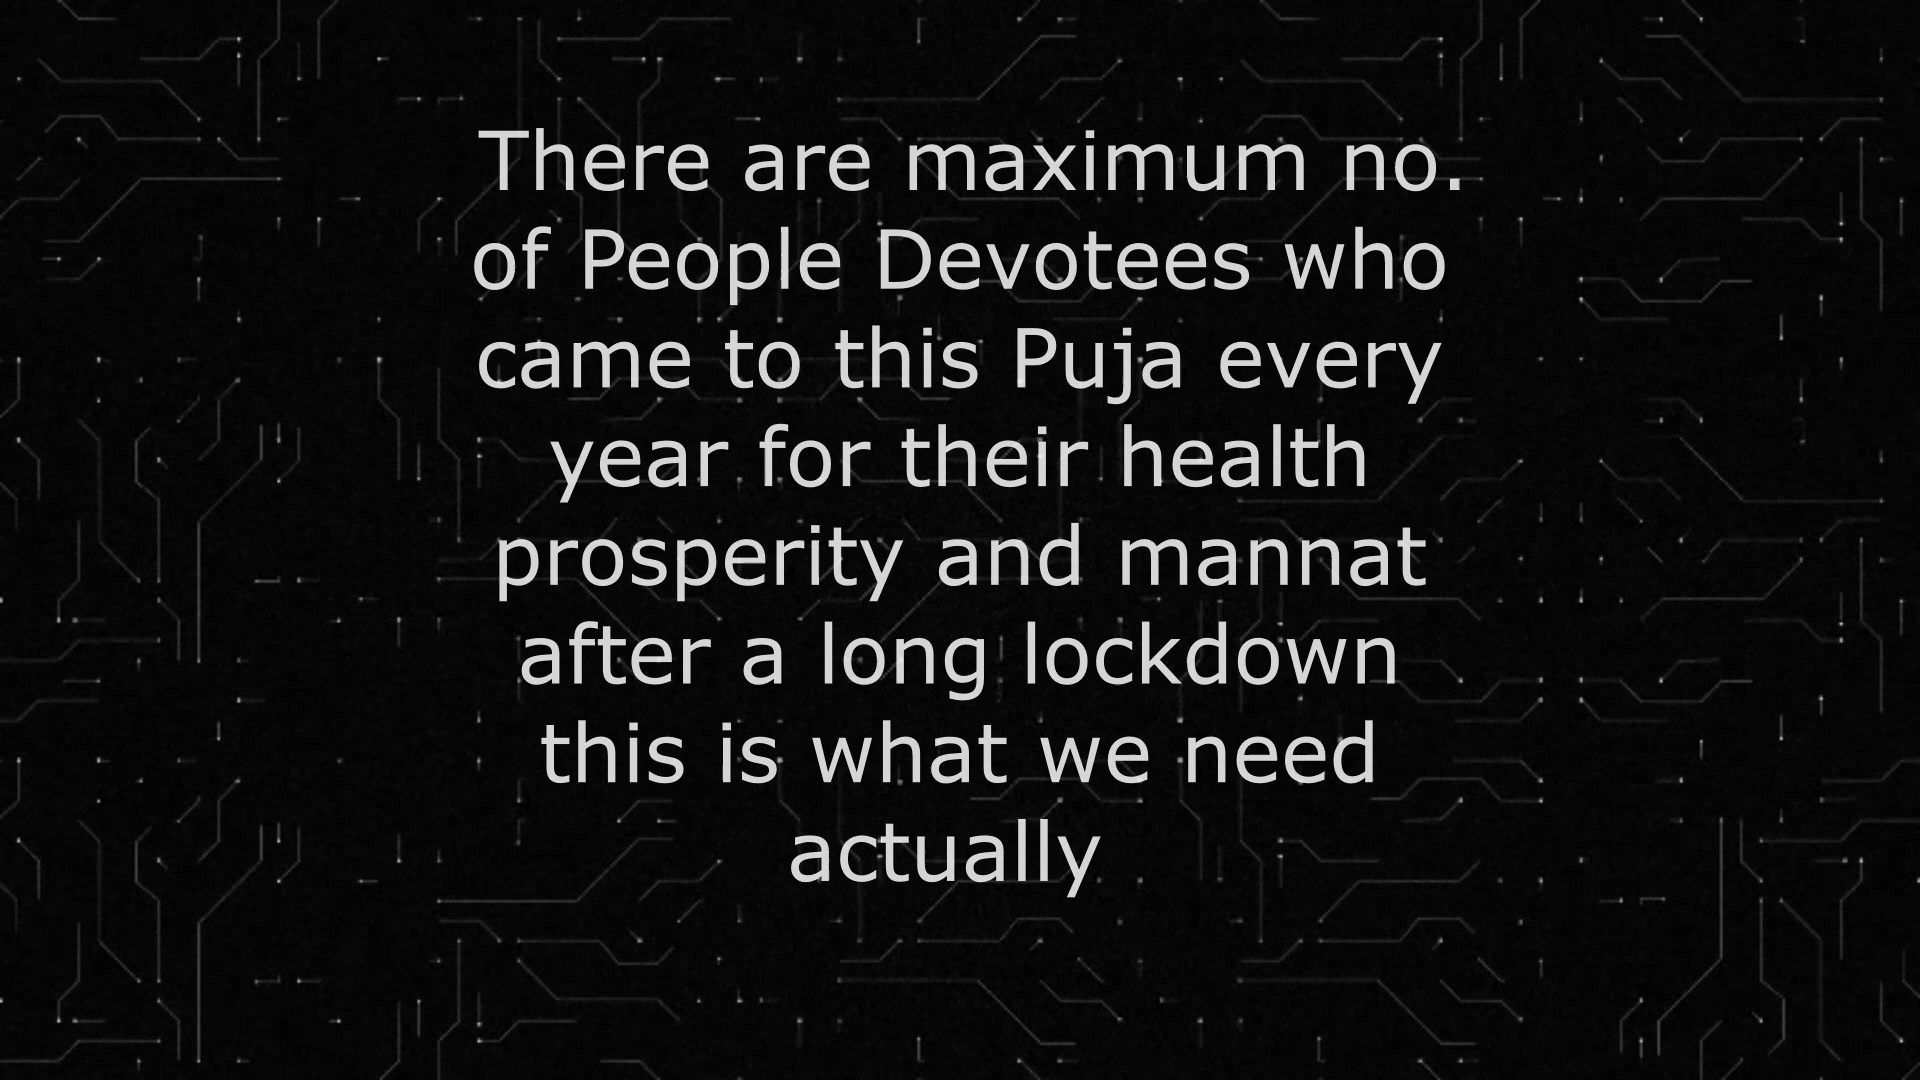 There are maximum no.
of People Devotees who
came to this Puja every
year for their health
prosperity and mannat
after a long lockdown
this is what we need
actually